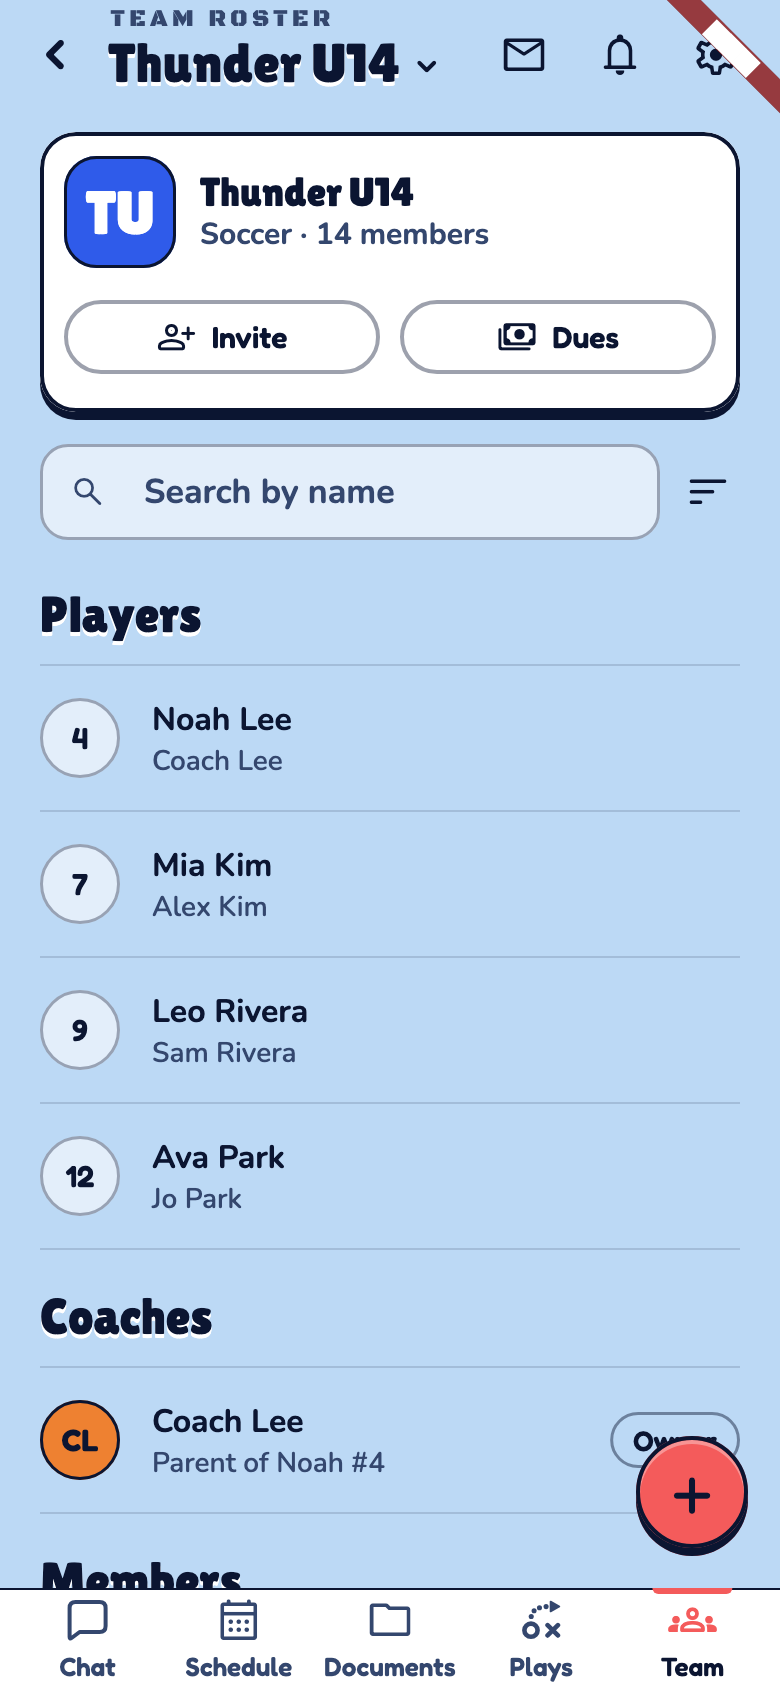 TEAM ROSTER
Thunder U14
TU
Thunder U14
Soccer · 14 members
Invite
Dues
Search by name
Players
4
Noah Lee
Coach Lee
7
Mia Kim
Alex Kim
9
Leo Rivera
Sam Rivera
12
Ava Park
Jo Park
Coaches
CL
Coach Lee
Parent of Noah #4
Members
Chat
Schedule
Documents
Plays
Team